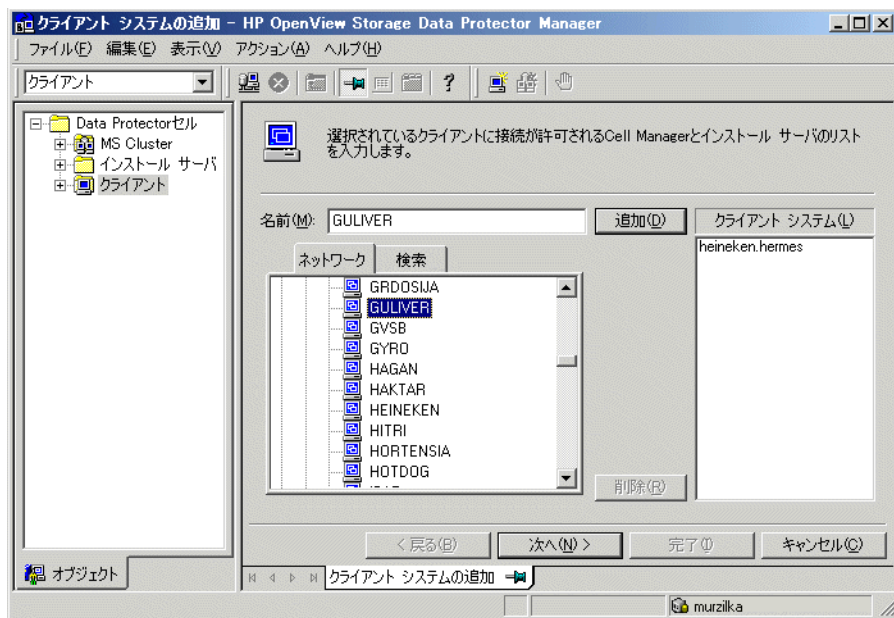 クライアント システムの追加 - HP OpenView Storage Data Protector Manager
ファイル(F) 編集(E) 表示(V) アクション(A) ヘルプ(H)
クライアント
Data Protectorセル
MS Cluster
インストール サーバ
クライアント
選択されているクライアントに接続が許可されるCell Managerとインストール サーバのリスト
を入力します。
名前(M):
GULIVER
追加(D)
クライアント システム(L)
heineken.hermes
ネットワーク
検索
GRDOSIJA
GULIVER
GVSB
GYRO
HAGAN
HAKTAR
HEINEKEN
HITRI
HORTENSIA
HOTDOG
削除(R)
< 戻る(B)
次へ(N) >
完了(I)
キャンセル(C)
オブジェクト
クライアント システムの追加
murzilka